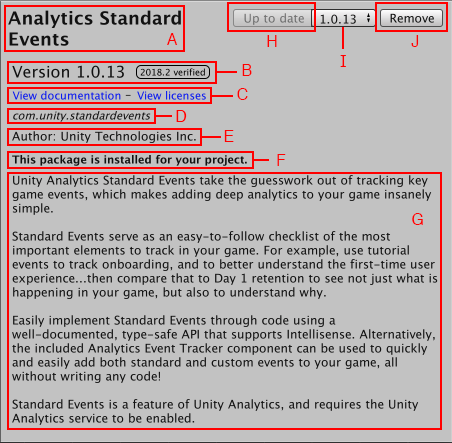 Analytics Standard
Events
A
Up to date
1.0.13
Remove
H
I
J
Version 1.0.13 2018.2 verified
B
View documentation - View licenses
C
com.unity.standardevents
D
Author: Unity Technologies Inc.
E
This package is installed for your project.
F
Unity Analytics Standard Events take the guesswork out of tracking key
game events, which makes adding deep analytics to your game insanely
simple.
G
Standard Events serve as an easy-to-follow checklist of the most
important elements to track in your game. For example, use tutorial
events to track onboarding, and to better understand the first-time user
experience...then compare that to Day 1 retention to see not just what is
happening in your game, but also to understand why.
Easily implement Standard Events through code using a
well-documented, type-safe API that supports Intellisense. Alternatively,
the included Analytics Event Tracker component can be used to quickly
and easily add both standard and custom events to your game, all
without writing any code!
Standard Events is a feature of Unity Analytics, and requires the Unity
Analytics service to be enabled.